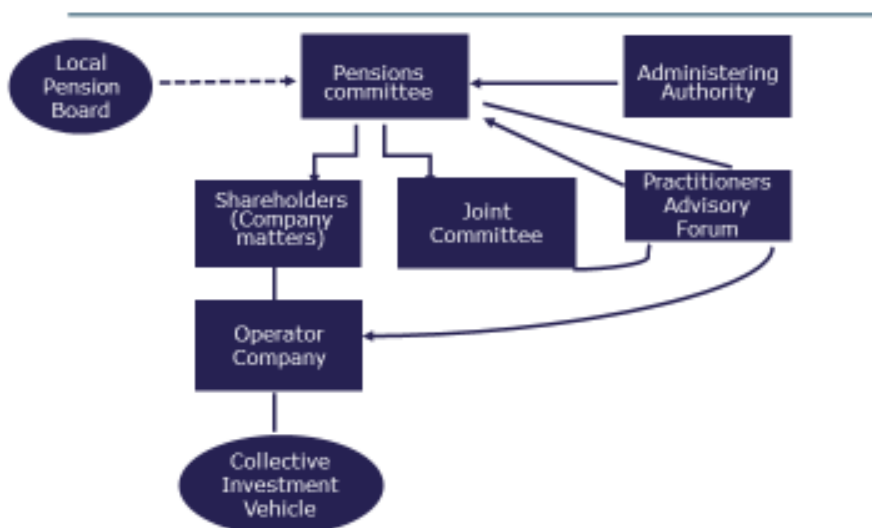 Local
Pension
Board
Pensions
committee
Administering
Authority
Shareholders
(Company
matters)
Joint
Committee
Practitioners
Advisory
Forum
Operator
Company
Collective
Investment
Vehicle